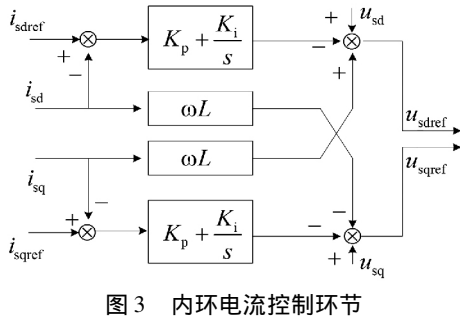 i_sdref
+
−
K_p + K_i/s
−
+
u_sd
+
i_sd
ωL
u_sdref
ωL
u_sqref
i_sq
−
+
i_sqref
K_p + K_i/s
−
−
+
u_sq
图3 内环电流控制环节